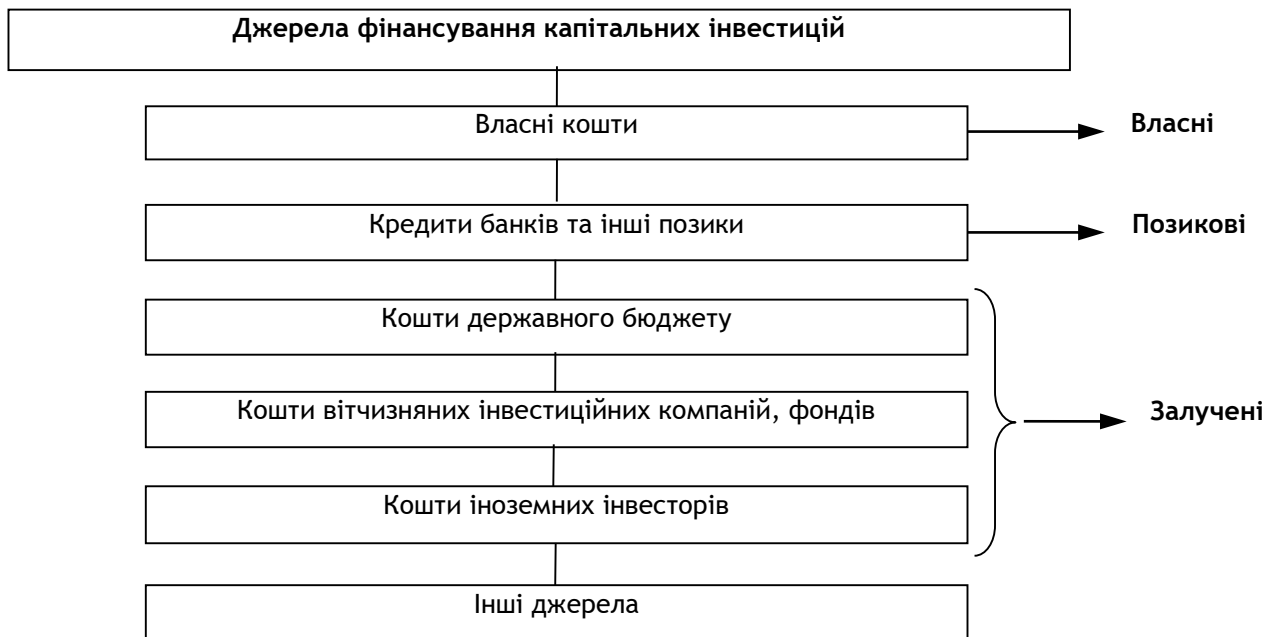 Джерела фінансування капітальних інвестицій
Власні кошти
Власні
Кредити банків та інші позики
Позикові
Кошти державного бюджету
Кошти вітчизняних інвестиційних компаній, фондів
Залучені
Кошти іноземних інвесторів
Інші джерела